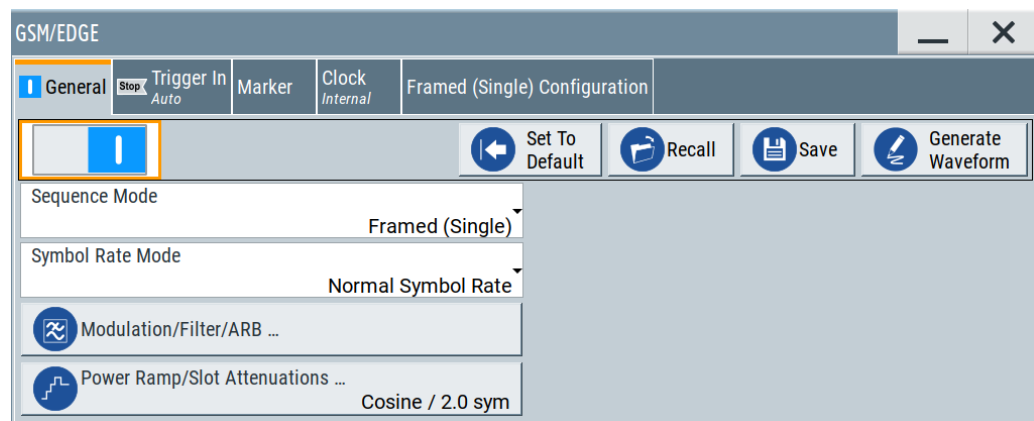 GSM/EDGE
General
Stop
Trigger In
Auto
Marker
Clock
Internal
Framed (Single) Configuration
Set To
Default
Recall
Save
Generate
Waveform
Sequence Mode
Framed (Single)
Symbol Rate Mode
Normal Symbol Rate
Modulation/Filter/ARB ...
Power Ramp/Slot Attenuations ...
Cosine / 2.0 sym